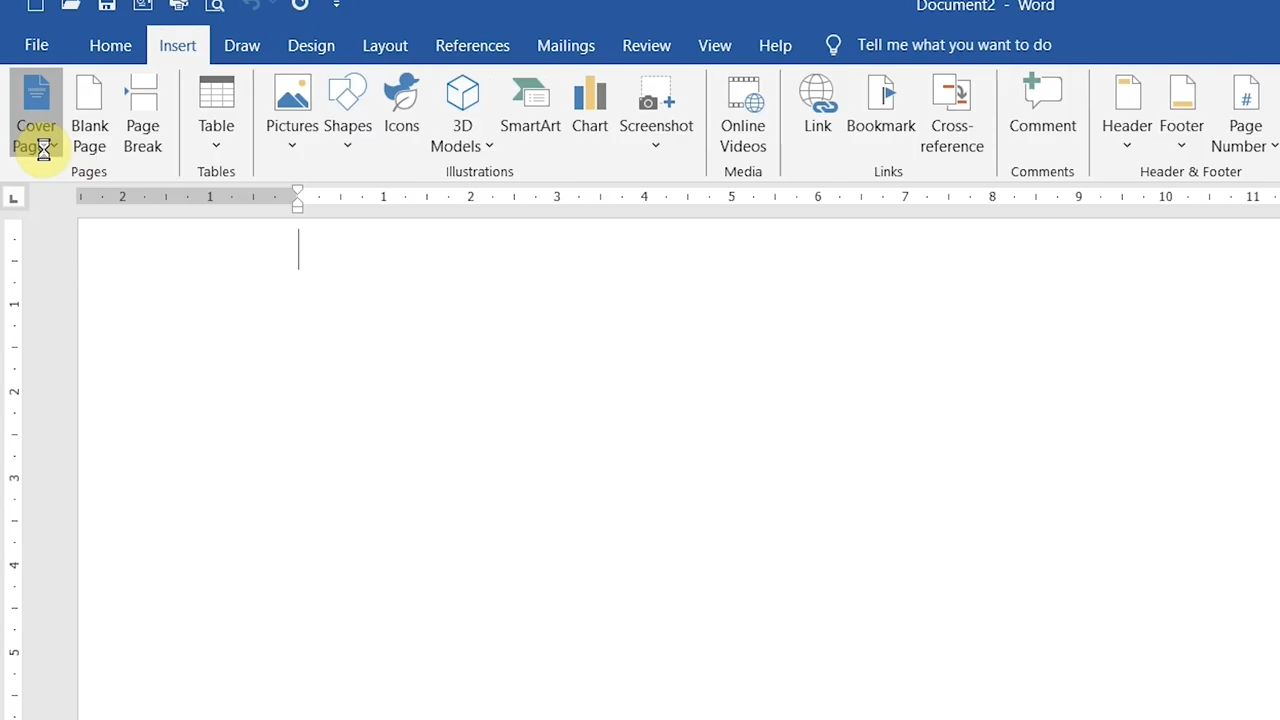 Document2 - Word
File Home Insert Draw Design Layout References Mailings Review View Help Tell me what you want to do
Cover Page
Blank Page
Page Break
Table
Pictures
Shapes
Icons
3D Models
SmartArt
Chart
Screenshot
Online Videos
Link
Bookmark
Cross-reference
Comment
Header
Footer
Page Number
Pages Tables Illustrations Media Links Comments Header & Footer
L
2 1 1 2 3 4 5 6 7 8 9 10 11
1
2
3
4
5